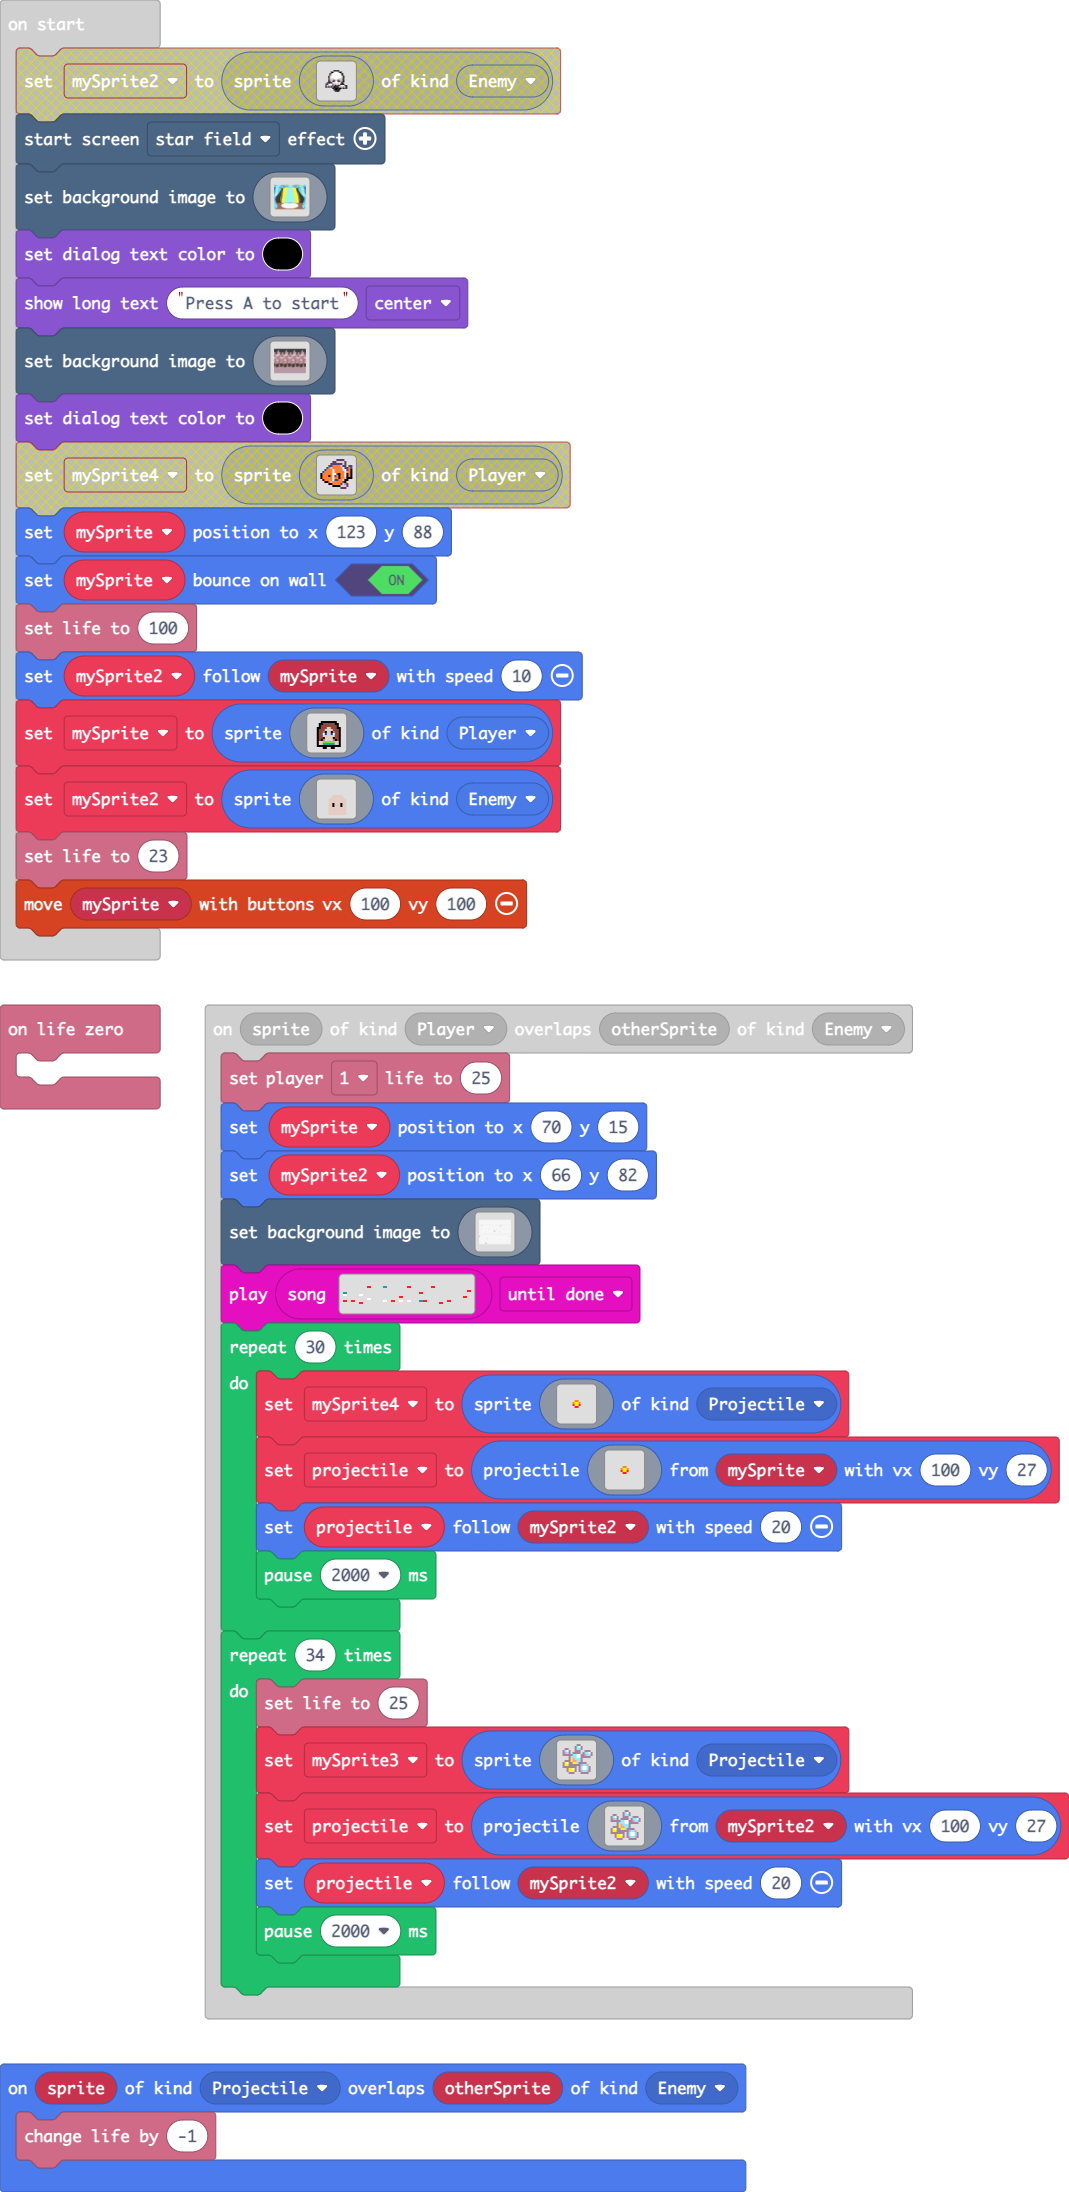 on start
set mySprite2 to sprite of kind Enemy
start screen star field effect
set background image to
set dialog text color to
show long text "Press A to start" center
set background image to
set dialog text color to
set mySprite4 to sprite of kind Player
set mySprite position to x 123 y 88
set mySprite bounce on wall ON
set life to 100
set mySprite2 follow mySprite with speed 10
set mySprite to sprite of kind Player
set mySprite2 to sprite of kind Enemy
set life to 23
move mySprite with buttons vx 100 vy 100
on life zero
on sprite of kind Player overlaps otherSprite of kind Enemy
set player 1 life to 25
set mySprite position to x 70 y 15
set mySprite2 position to x 66 y 82
set background image to
play song until done
repeat 30 times
do
set mySprite4 to sprite of kind Projectile
set projectile to projectile from mySprite with vx 100 vy 27
set projectile follow mySprite2 with speed 20
pause 2000 ms
repeat 34 times
do
set life to 25
set mySprite3 to sprite of kind Projectile
set projectile to projectile from mySprite2 with vx 100 vy 27
set projectile follow mySprite2 with speed 20
pause 2000 ms
on sprite of kind Projectile overlaps otherSprite of kind Enemy
change life by -1